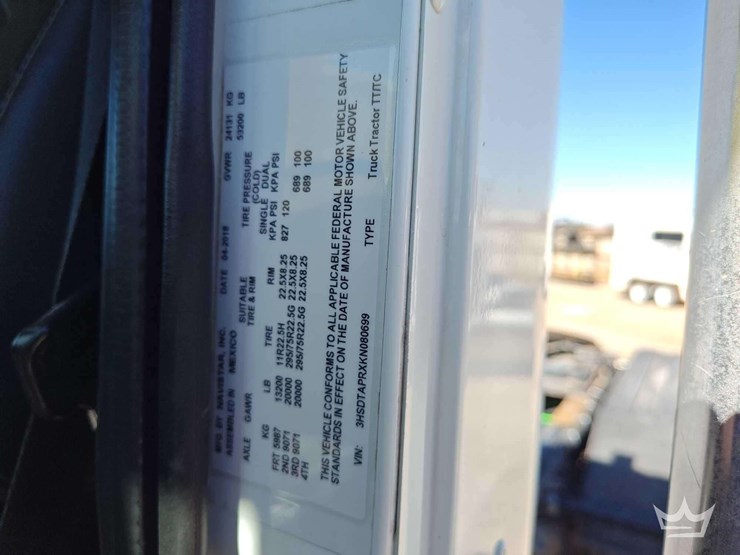 MFG. BY NAVISTAR, INC. DATE 04-2018 GVWR 24131 KG
ASSEMBLED IN MEXICO 53200 LB
AXLE GAWR SUITABLE TIRE PRESSURE
TIRE & RIM (COLD)
SINGLE DUAL
KG LB TIRE RIM KPA PSI KPA PSI
FRT 5987 13200 11R22.5H 22.5X8.25 827 120
2ND 9071 20000 295/75R22.5G 22.5X8.25 689 100
3RD 9071 20000 295/75R22.5G 22.5X8.25 689 100
4TH
THIS VEHICLE CONFORMS TO ALL APPLICABLE FEDERAL MOTOR VEHICLE SAFETY
STANDARDS IN EFFECT ON THE DATE OF MANUFACTURE SHOWN ABOVE.
VIN: 3HSDTAPRXKN080699 TYPE Truck Tractor TT/TC